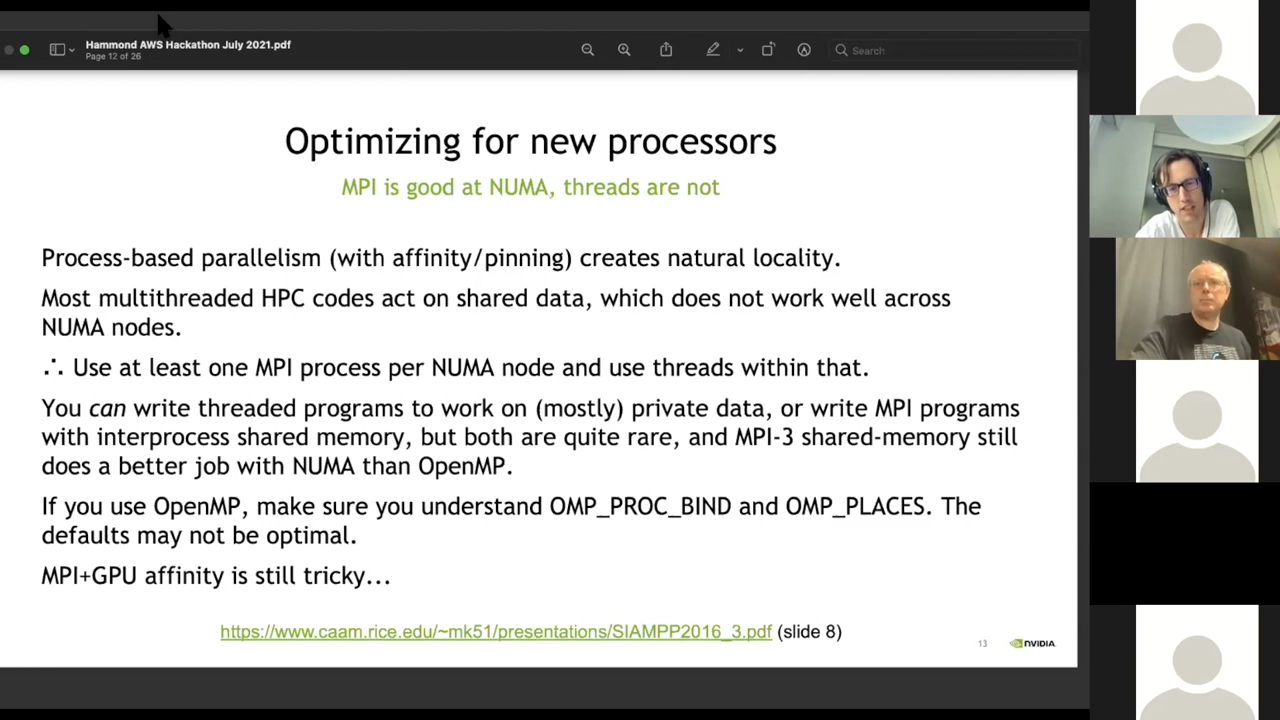 Hammond AWS Hackathon July 2021.pdf
Page 12 of 26
Search
Optimizing for new processors
MPI is good at NUMA, threads are not
Process-based parallelism (with affinity/pinning) creates natural locality.
Most multithreaded HPC codes act on shared data, which does not work well across
NUMA nodes.
∴ Use at least one MPI process per NUMA node and use threads within that.
You can write threaded programs to work on (mostly) private data, or write MPI programs
with interprocess shared memory, but both are quite rare, and MPI-3 shared-memory still
does a better job with NUMA than OpenMP.
If you use OpenMP, make sure you understand OMP_PROC_BIND and OMP_PLACES. The
defaults may not be optimal.
MPI+GPU affinity is still tricky...
https://www.caam.rice.edu/~mk51/presentations/SIAMPP2016_3.pdf (slide 8)
13
NVIDIA